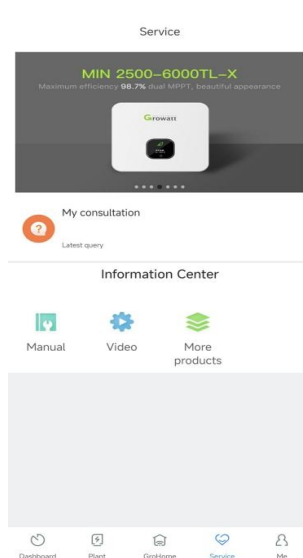 Service
MIN 2500-6000TL-X
Maximum efficiency 98.7% dual MPPT, beautiful appearance
Growatt
My consultation
Latest query
Information Center
Manual
Video
More
products
Dashboard
Plant
GroHome
Service
Me